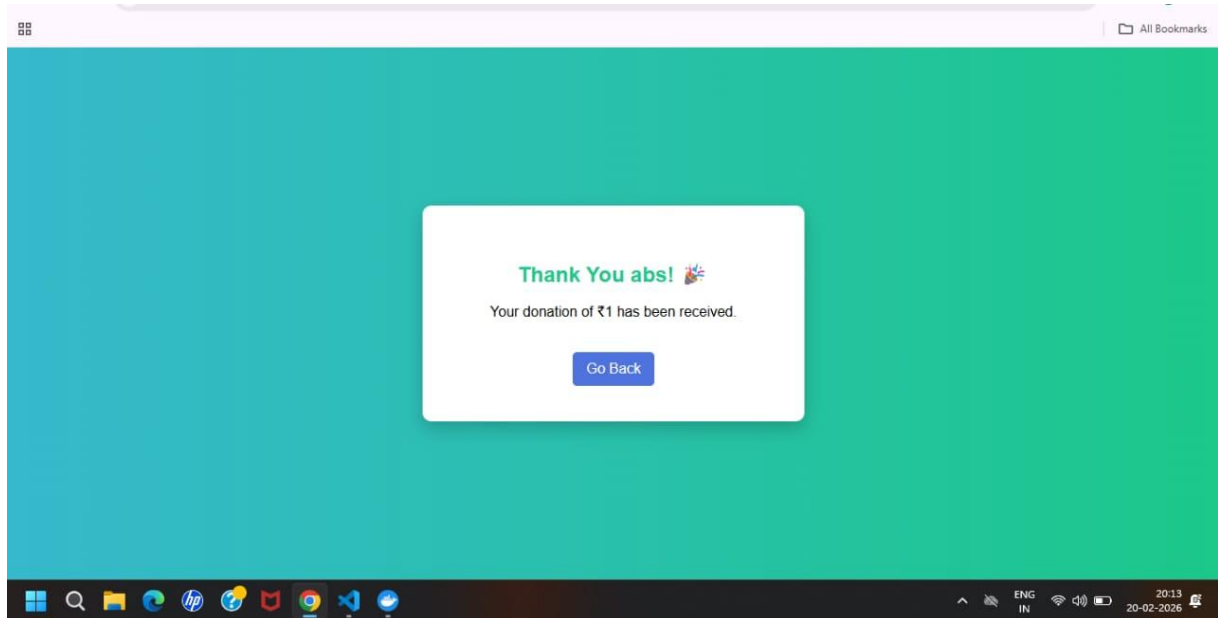 All Bookmarks
Thank You abs! 🎉
Your donation of ₹1 has been received.
Go Back
hp
ENG
IN
20:13
20-02-2026